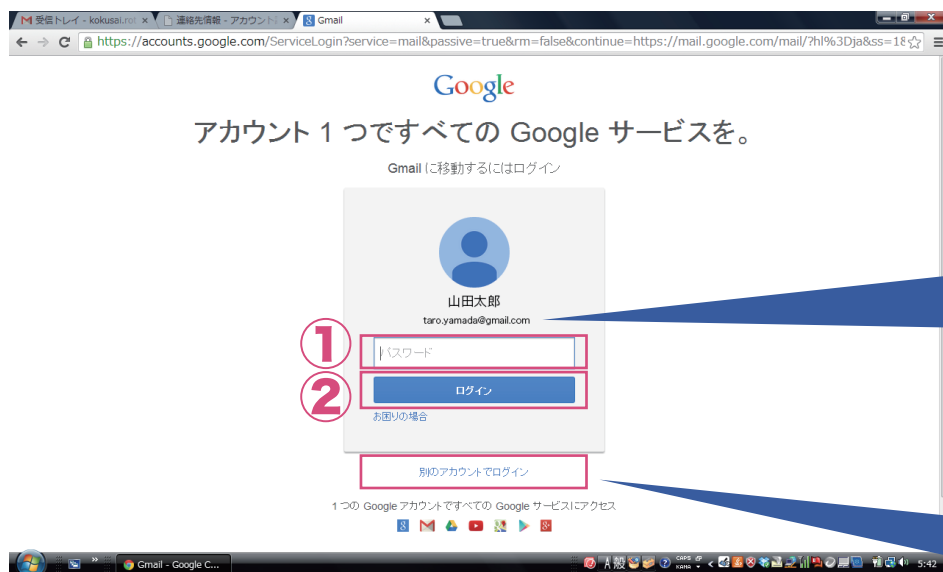 受信トレイ - kokusai.rot
連絡先情報 - アカウント
Gmail
https://accounts.google.com/ServiceLogin?service=mail&passive=true&rm=false&continue=https://mail.google.com/mail/?hl%3Dja&ss=18
Google
アカウント 1 つですべての Google サービスを。
Gmail に移動するにはログイン
山田太郎
taro.yamada@gmail.com
①
パスワード
②
ログイン
お困りの場合
別のアカウントでログイン
1 つの Google アカウントですべての Google サービスにアクセス
Gmail - Google C...
A 般
CAPS
KANA
5:42